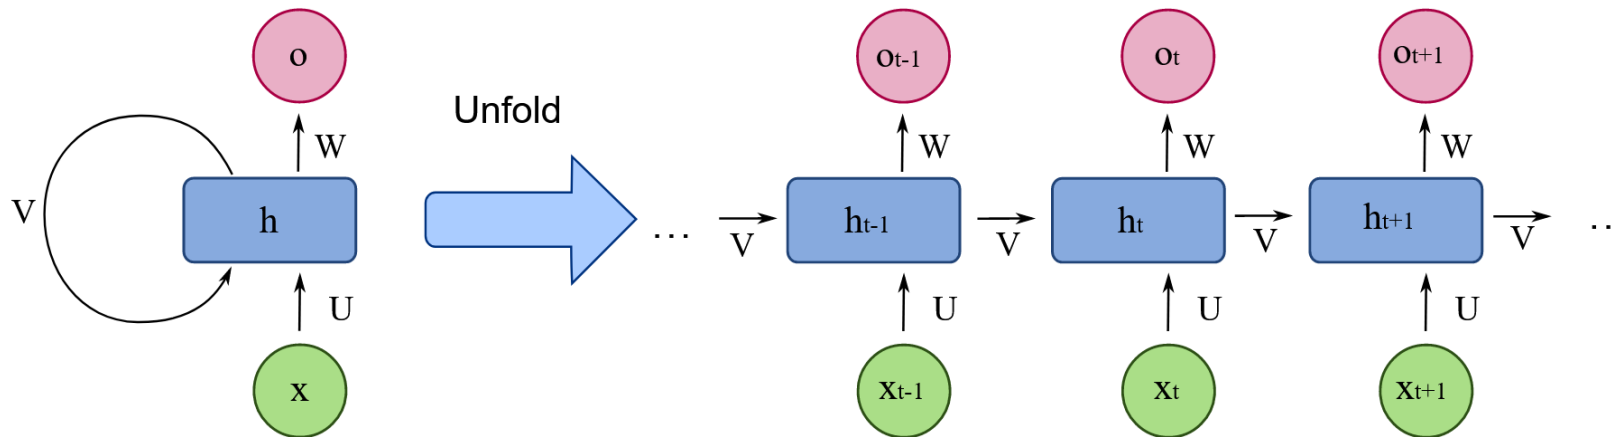 o
ot-1
ot
ot+1
Unfold
W
W
W
W
V
h
...
V
ht-1
V
ht
V
ht+1
V
..
U
U
U
U
x
xt-1
xt
xt+1